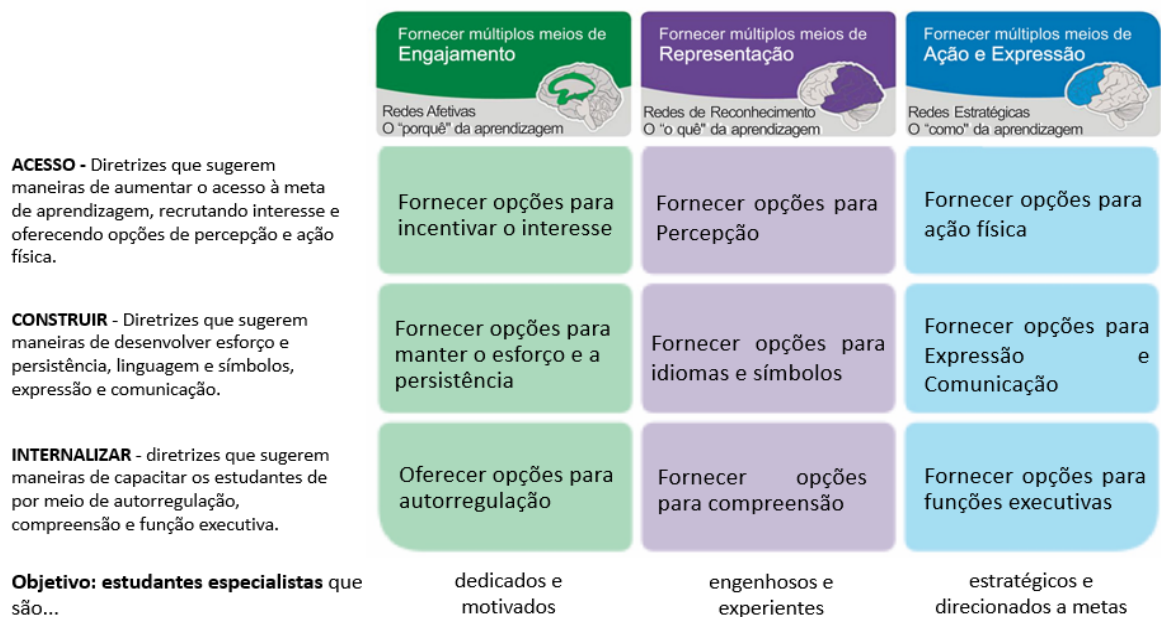 Fornecer múltiplos meios de
Engajamento
Redes Afetivas
O "porquê" da aprendizagem
Fornecer múltiplos meios de
Representação
Redes de Reconhecimento
O "o quê" da aprendizagem
Fornecer múltiplos meios de
Ação e Expressão
Redes Estratégicas
O "como" da aprendizagem
ACESSO - Diretrizes que sugerem
maneiras de aumentar o acesso à meta
de aprendizagem, recrutando interesse e
oferecendo opções de percepção e ação
física.
Fornecer opções para
incentivar o interesse
Fornecer opções para
Percepção
Fornecer opções para
ação física
CONSTRUIR - Diretrizes que sugerem
maneiras de desenvolver esforço e
persistência, linguagem e símbolos,
expressão e comunicação.
Fornecer opções para
manter o esforço e a
persistência
Fornecer opções para
idiomas e símbolos
Fornecer opções para
Expressão e
Comunicação
INTERNALIZAR - diretrizes que sugerem
maneiras de capacitar os estudantes de
por meio de autorregulação,
compreensão e função executiva.
Oferecer opções para
autorregulação
Fornecer opções
para compreensão
Fornecer opções para
funções executivas
Objetivo: estudantes especialistas que
são...
dedicados e
motivados
engenhosos e
experientes
estratégicos e
direcionados a metas